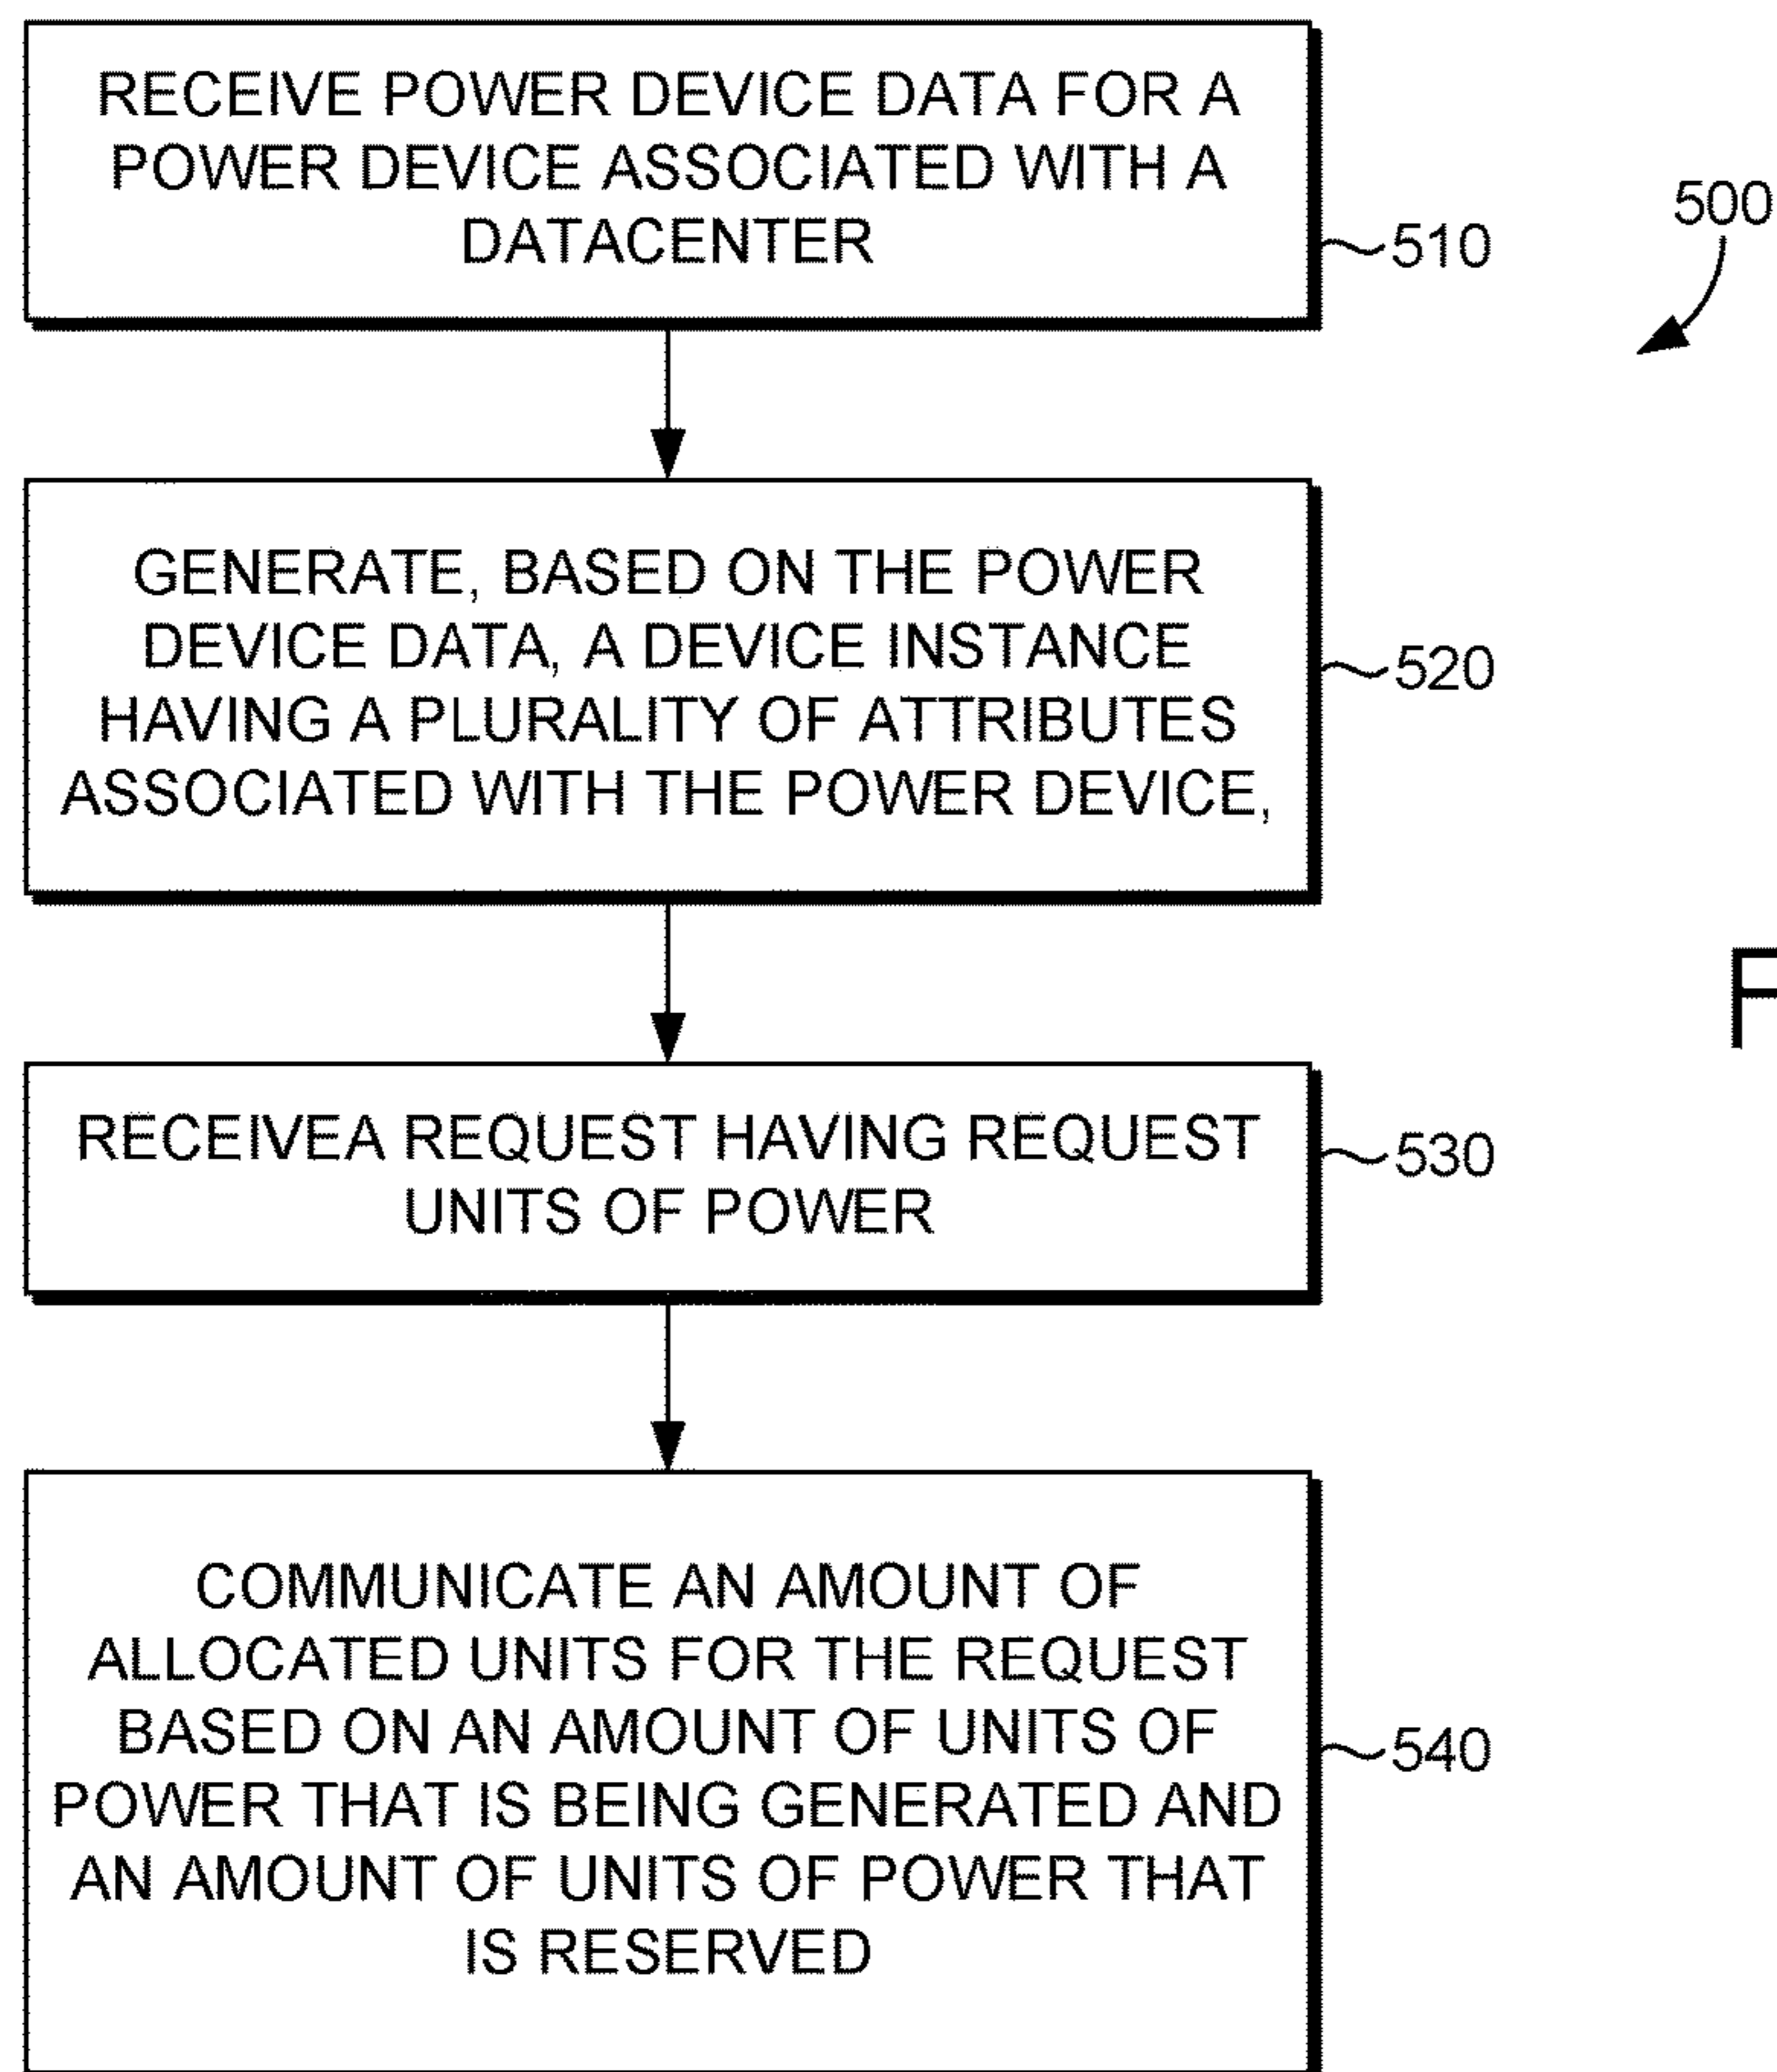 RECEIVE POWER DEVICE DATA FOR A
POWER DEVICE ASSOCIATED WITH A
DATACENTER
510
500
GENERATE, BASED ON THE POWER
DEVICE DATA, A DEVICE INSTANCE
HAVING A PLURALITY OF ATTRIBUTES
ASSOCIATED WITH THE POWER DEVICE,
520
F
RECEIVEA REQUEST HAVING REQUEST
UNITS OF POWER
530
COMMUNICATE AN AMOUNT OF
ALLOCATED UNITS FOR THE REQUEST
BASED ON AN AMOUNT OF UNITS OF
POWER THAT IS BEING GENERATED AND
AN AMOUNT OF UNITS OF POWER THAT
IS RESERVED
540